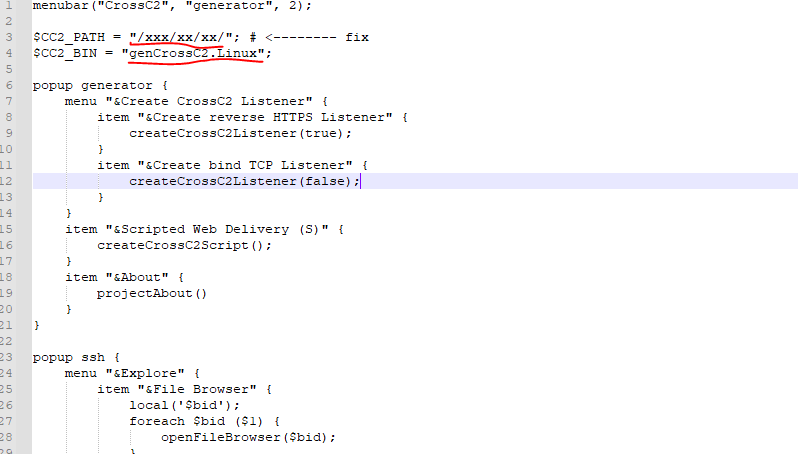 1 menubar("CrossC2", "generator", 2);
2
3 $CC2_PATH = "/xxx/xx/xx/"; # <-------- fix
4 $CC2_BIN = "genCrossC2.Linux";
5
6 popup generator {
7 menu "&Create CrossC2 Listener" {
8 item "&Create reverse HTTPS Listener" {
9 createCrossC2Listener(true);
10 }
11 item "&Create bind TCP Listener" {
12 createCrossC2Listener(false);
13 }
14 }
15 item "&Scripted Web Delivery (S)" {
16 createCrossC2Script();
17 }
18 item "&About" {
19 projectAbout()
20 }
21 }
22
23 popup ssh {
24 menu "&Explore" {
25 item "&File Browser" {
26 local('$bid');
27 foreach $bid ($1) {
28 openFileBrowser($bid);
29 }